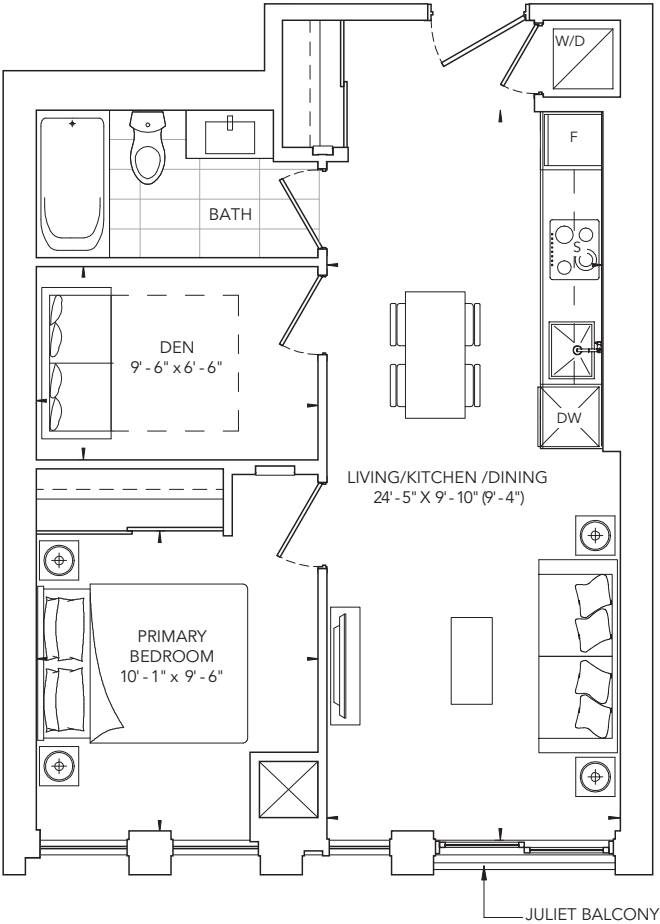 W/D
F
BATH
S
DEN
9'-6" x 6'-6"
DW
LIVING/KITCHEN /DINING
24'-5" X 9'-10" (9'-4")
PRIMARY
BEDROOM
10'-1" x 9'-6"
JULIET BALCONY